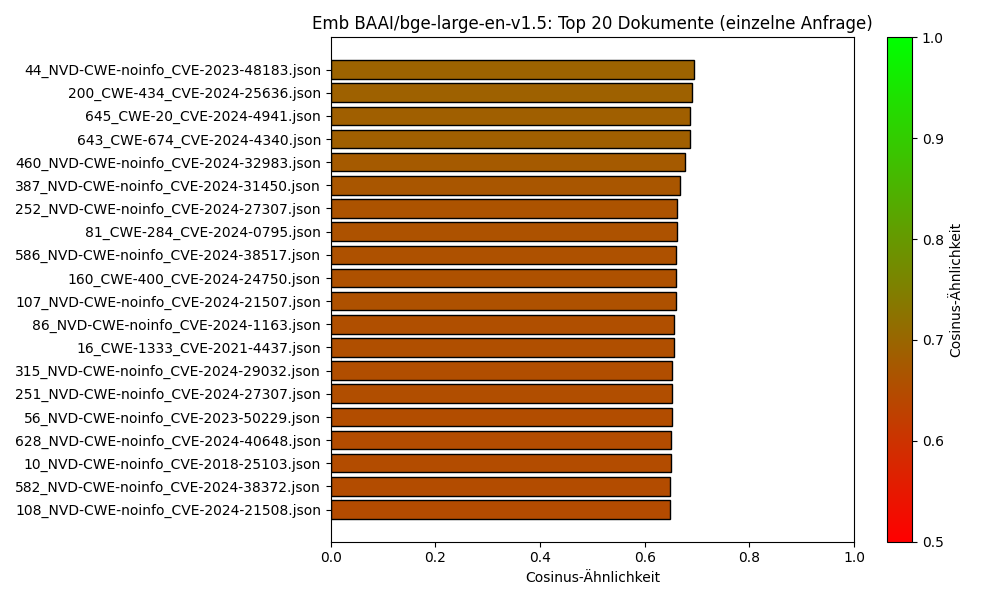 Emb BAAI/bge-large-en-v1.5: Top 20 Dokumente (einzelne Anfrage)
44_NVD-CWE-noinfo_CVE-2023-48183.json
200_CWE-434_CVE-2024-25636.json
645_CWE-20_CVE-2024-4941.json
643_CWE-674_CVE-2024-4340.json
460_NVD-CWE-noinfo_CVE-2024-32983.json
387_NVD-CWE-noinfo_CVE-2024-31450.json
252_NVD-CWE-noinfo_CVE-2024-27307.json
81_CWE-284_CVE-2024-0795.json
586_NVD-CWE-noinfo_CVE-2024-38517.json
160_CWE-400_CVE-2024-24750.json
107_NVD-CWE-noinfo_CVE-2024-21507.json
86_NVD-CWE-noinfo_CVE-2024-1163.json
16_CWE-1333_CVE-2021-4437.json
315_NVD-CWE-noinfo_CVE-2024-29032.json
251_NVD-CWE-noinfo_CVE-2024-27307.json
56_NVD-CWE-noinfo_CVE-2023-50229.json
628_NVD-CWE-noinfo_CVE-2024-40648.json
10_NVD-CWE-noinfo_CVE-2018-25103.json
582_NVD-CWE-noinfo_CVE-2024-38372.json
108_NVD-CWE-noinfo_CVE-2024-21508.json
0.0 0.2 0.4 0.6 0.8 1.0
Cosinus-Ähnlichkeit
1.0
0.9
0.8
0.7
0.6
0.5
Cosinus-Ähnlichkeit